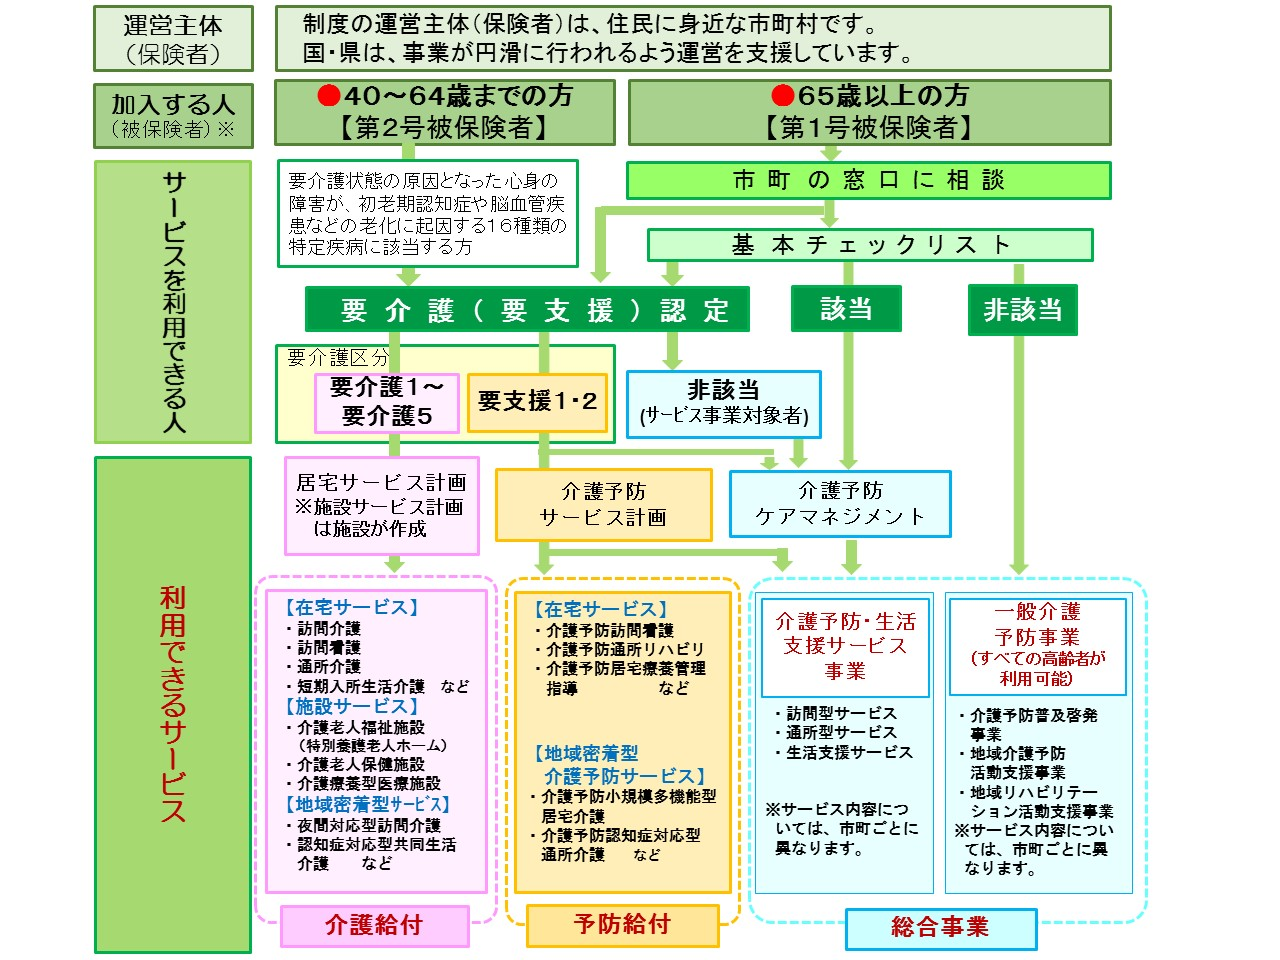 運営主体
（保険者）
制度の運営主体（保険者）は、住民に身近な市町村です。
国・県は、事業が円滑に行われるよう運営を支援しています。
加入する人
（被保険者）※
●40～64歳までの方
【第2号被保険者】
●65歳以上の方
【第1号被保険者】
サービスを利用できる人
要介護状態の原因となった心身の
障害が、初老期認知症や脳血管疾
患などの老化に起因する16種類の
特定疾病に該当する方
市町の窓口に相談
基本チェックリスト
要介護(要支援)認定
該当
非該当
要介護区分
要介護1～
要介護5
要支援1・2
非該当
(サービス事業対象者)
利用できるサービス
居宅サービス計画
※施設サービス計画
は施設が作成
介護予防
サービス計画
介護予防
ケアマネジメント
【在宅サービス】
・訪問介護
・訪問看護
・通所介護
・短期入所生活介護 など
【施設サービス】
・介護老人福祉施設
（特別養護老人ホーム）
・介護老人保健施設
・介護療養型医療施設
【地域密着型サービス】
・夜間対応型訪問介護
・認知症対応型共同生活
介護 など
介護給付
【在宅サービス】
・介護予防訪問看護
・介護予防通所リハビリ
・介護予防居宅療養管理
指導 など
【地域密着型
介護予防サービス】
・介護予防小規模多機能型
居宅介護
・介護予防認知症対応型
通所介護 など
予防給付
介護予防・生活
支援サービス
事業
・訪問型サービス
・通所型サービス
・生活支援サービス
※サービス内容につ
いては、市町ごとに
異なります。
一般介護
予防事業
(すべての高齢者が
利用可能)
・介護予防普及啓発
事業
・地域介護予防
活動支援事業
・地域リハビリテー
ション活動支援事業
※サービス内容につい
ては、市町ごとに異
なります。
総合事業